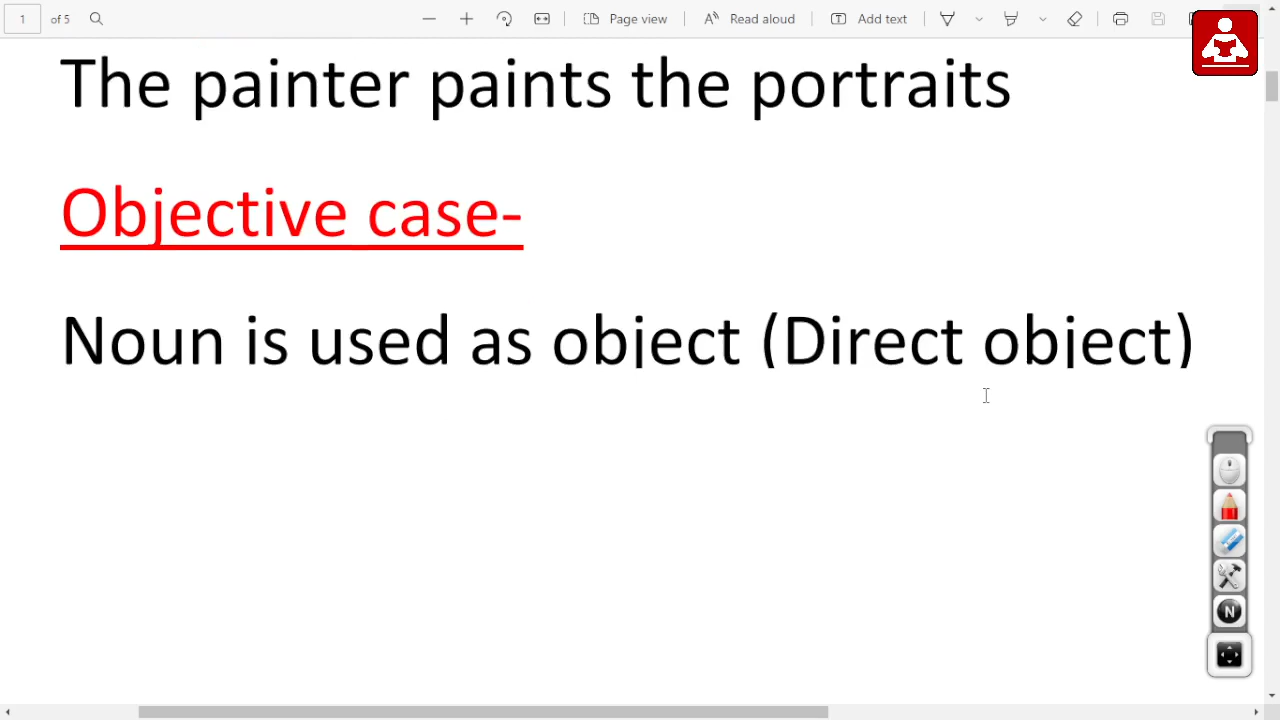 1 of 5 Page view Read aloud Add text
The painter paints the portraits
Objective case-
Noun is used as object (Direct object)
N